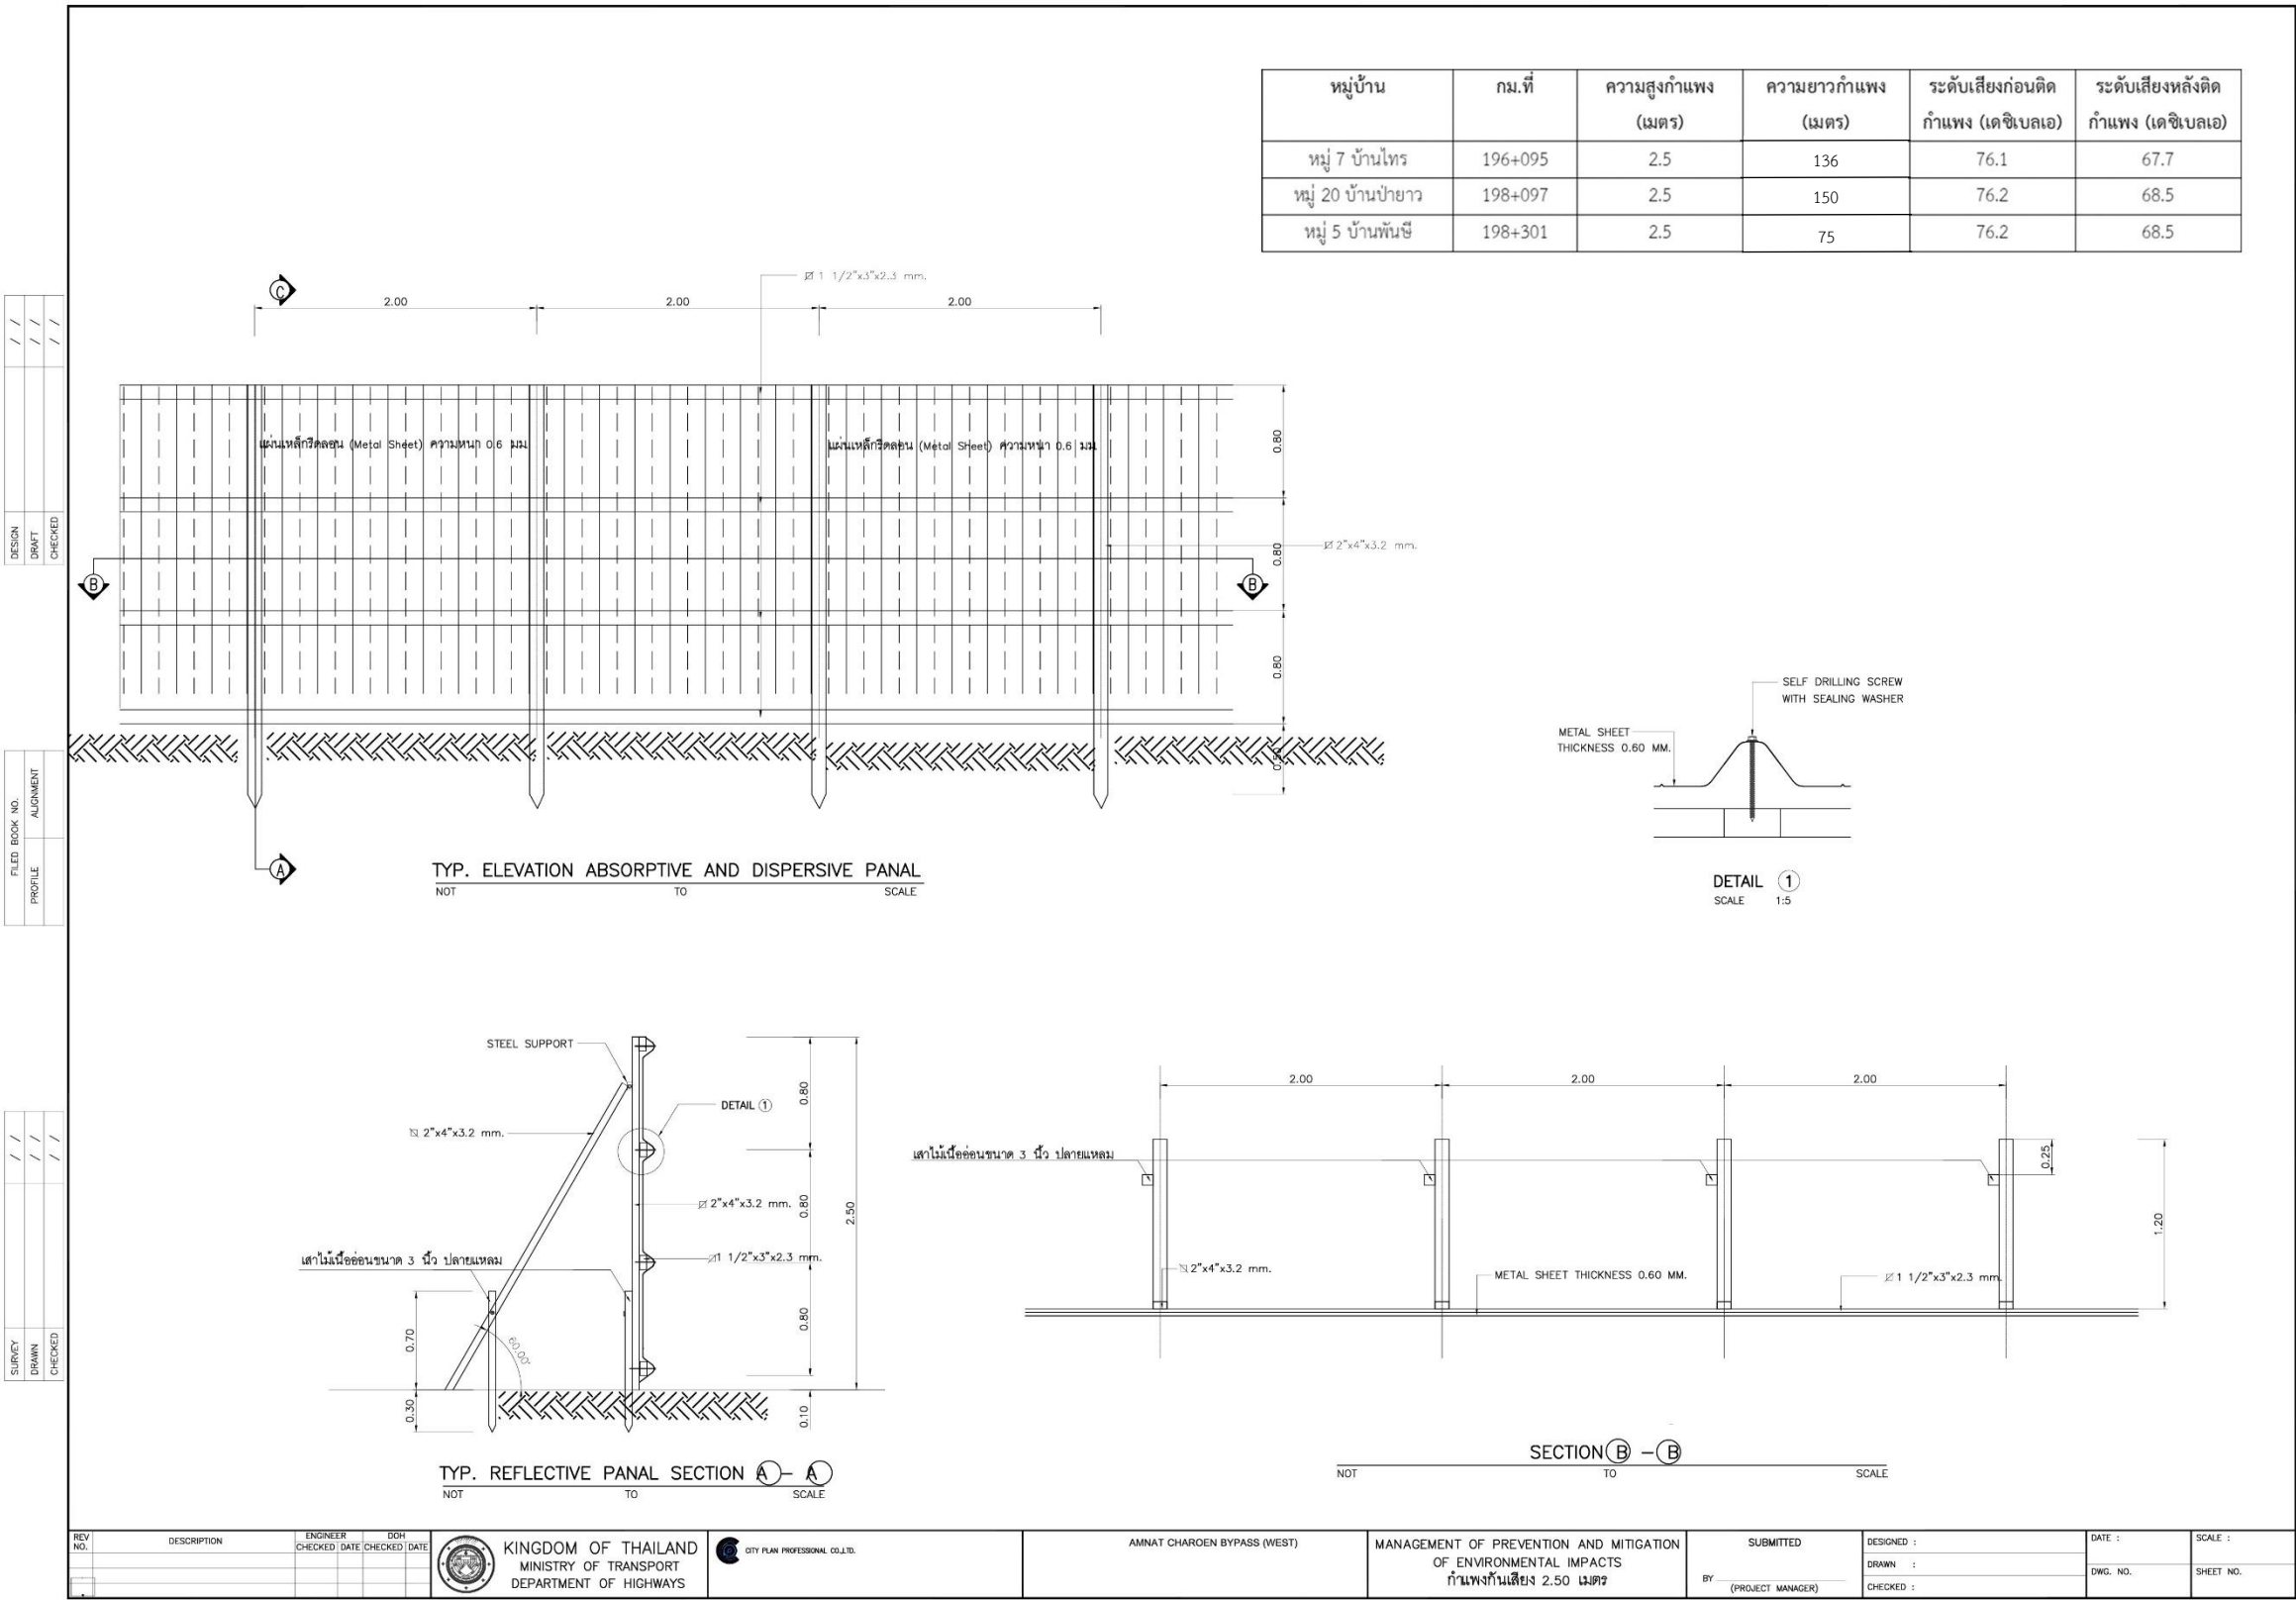 หมู่บ้าน กม.ที่ ความสูงกำแพง (เมตร) ความยาวกำแพง (เมตร) ระดับเสียงก่อนติดกำแพง (เดซิเบลเอ) ระดับเสียงหลังติดกำแพง (เดซิเบลเอ)
หมู่ 7 บ้านไทร 196+095 2.5 136 76.1 67.7
หมู่ 20 บ้านป่ายาว 198+097 2.5 150 76.2 68.5
หมู่ 5 บ้านพันษี 198+301 2.5 75 76.2 68.5
1 1/2"x3"x2.3 mm.
C
2.00 2.00 2.00
แผ่นเหล็กรีดลอน (Metal Sheet) ความหนา 0.6 มม.
แผ่นเหล็กรีดลอน (Metal Sheet) ความหนา 0.6 มม.
0.80
0.80
0.80
0.50
2"x4"x3.2 mm.
B B
A
TYP. ELEVATION ABSORPTIVE AND DISPERSIVE PANAL
NOT TO SCALE
SELF DRILLING SCREW
WITH SEALING WASHER
METAL SHEET
THICKNESS 0.60 MM.
DETAIL 1
SCALE 1:5
STEEL SUPPORT
2"x4"x3.2 mm.
DETAIL 1
2"x4"x3.2 mm.
1 1/2"x3"x2.3 mm.
เสาไม้เนื้ออ่อนขนาด 3 นิ้ว ปลายแหลม
0.80
0.80
0.80
2.50
0.10
0.70
0.30
60.00°
TYP. REFLECTIVE PANAL SECTION A - A
NOT TO SCALE
2.00 2.00 2.00
เสาไม้เนื้ออ่อนขนาด 3 นิ้ว ปลายแหลม
0.25
1.20
2"x4"x3.2 mm.
METAL SHEET THICKNESS 0.60 MM.
1 1/2"x3"x2.3 mm.
SECTION B - B
NOT TO SCALE
DESIGN
DRAFT
CHECKED
FILED BOOK NO.
PROFILE ALIGNMENT
SURVEY
DRAWN
CHECKED
REV NO. DESCRIPTION
ENGINEER DOH
CHECKED DATE CHECKED DATE
KINGDOM OF THAILAND
MINISTRY OF TRANSPORT
DEPARTMENT OF HIGHWAYS
CITY PLAN PROFESSIONAL CO.,LTD.
AMNAT CHAROEN BYPASS (WEST)
MANAGEMENT OF PREVENTION AND MITIGATION
OF ENVIRONMENTAL IMPACTS
กำแพงกันเสียง 2.50 เมตร
SUBMITTED
BY
(PROJECT MANAGER)
DESIGNED :
DRAWN :
CHECKED :
DATE :
DWG. NO.
SCALE :
SHEET NO.